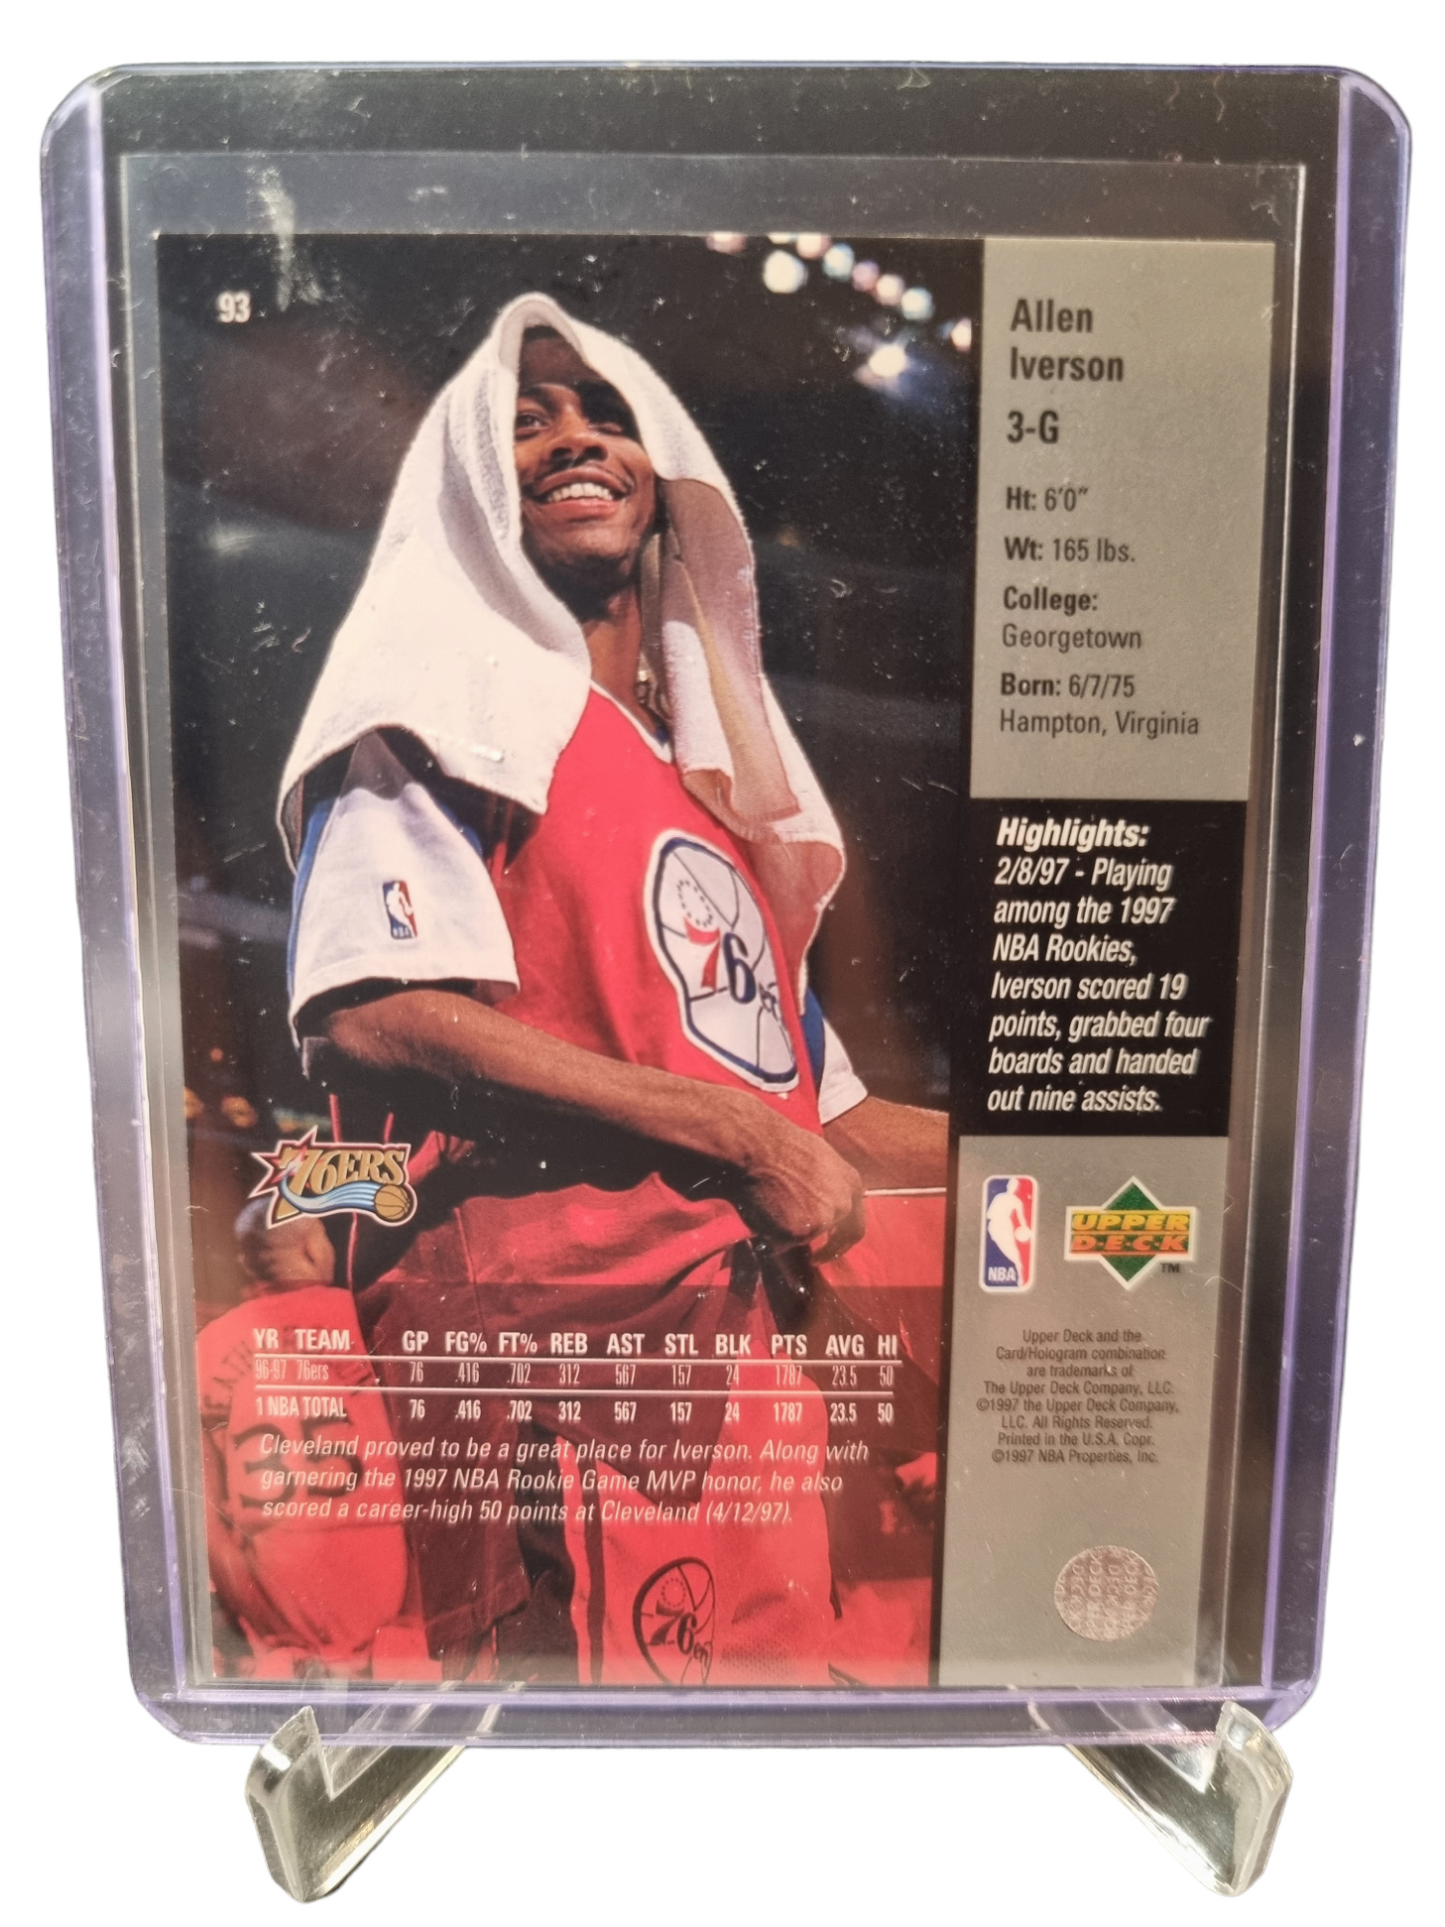 93
Allen
Iverson
3-G
Ht: 6'0"
Wt: 165 lbs.
College:
Georgetown
Born: 6/7/75
Hampton, Virginia
Highlights:
2/8/97 - Playing
among the 1997
NBA Rookies,
Iverson scored 19
points, grabbed four
boards and handed
out nine assists.
NBA
UPPER
DECK
TM
Upper Deck and the
Card/Hologram combination
are trademarks of
The Upper Deck Company, LLC.
©1997 the Upper Deck Company,
LLC. All Rights Reserved.
Printed in the U.S.A. Copr.
©1997 NBA Properties, Inc.
NBA
76ers
76ERS
YR TEAM GP FG% FT% REB AST STL BLK PTS AVG HI
96-97 76ers 76 .416 .702 312 567 157 24 1787 23.5 50
1 NBA TOTAL 76 .416 .702 312 567 157 24 1787 23.5 50
Cleveland proved to be a great place for Iverson. Along with
garnering the 1997 NBA Rookie Game MVP honor, he also
scored a career-high 50 points at Cleveland (4/12/97).
76ers